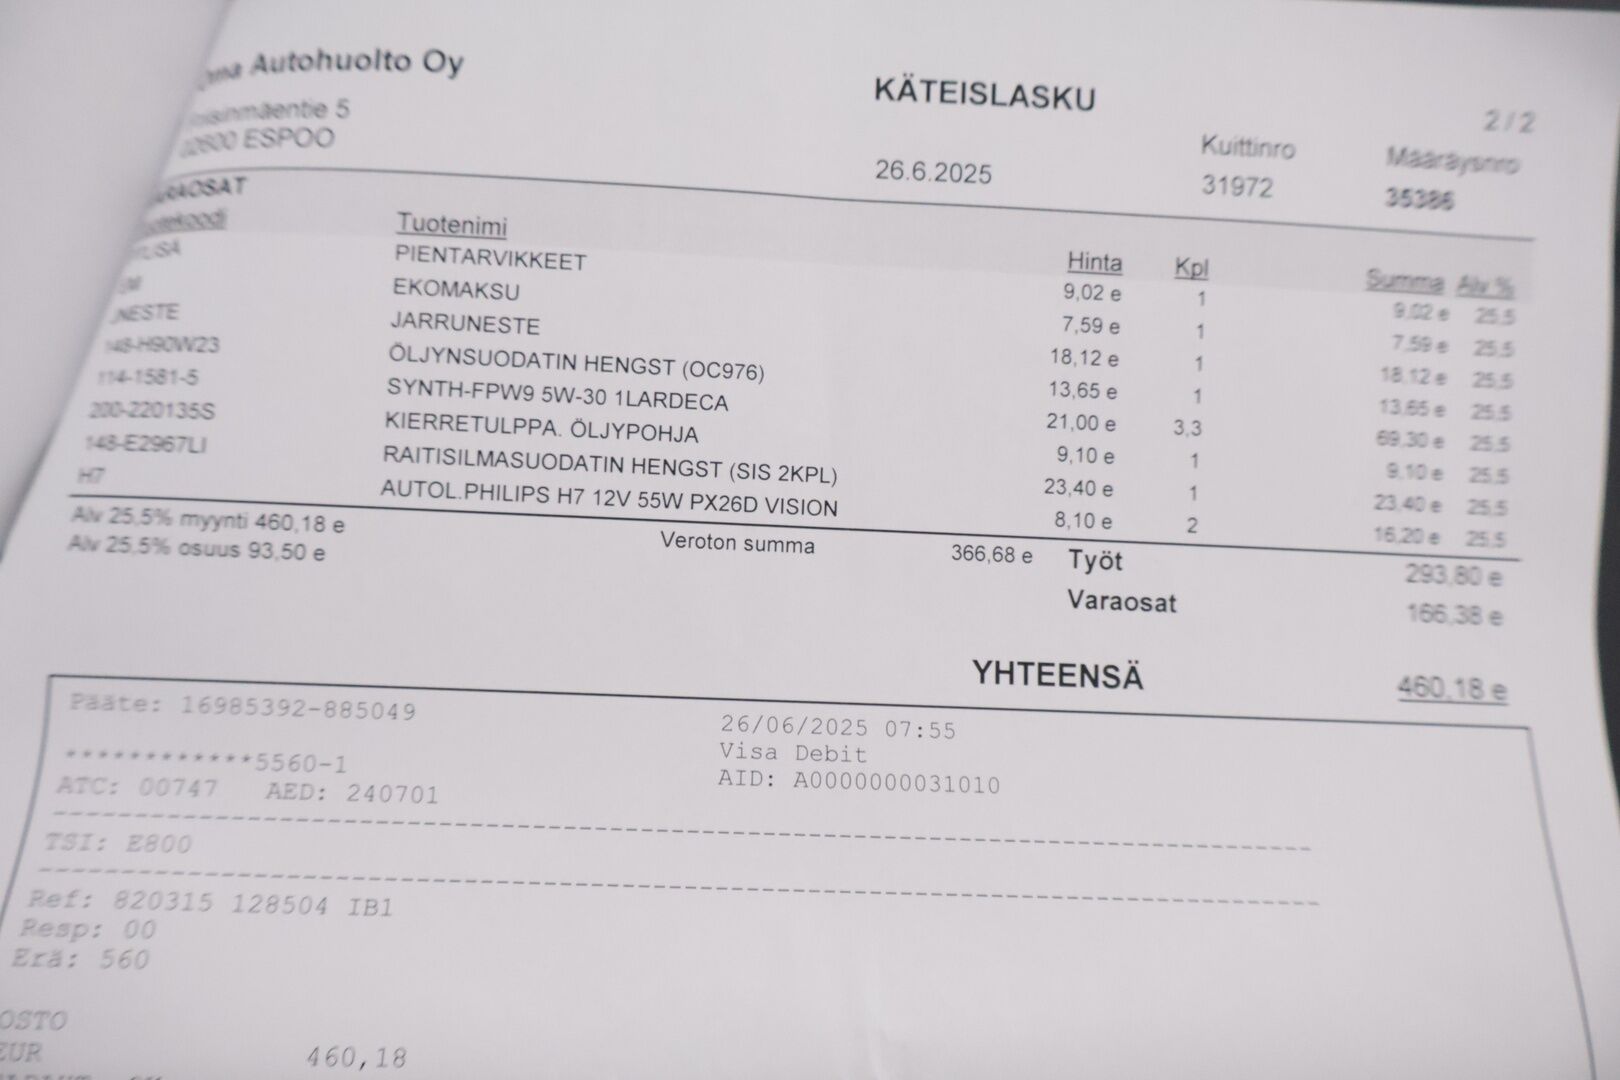 Autohuolto Oy
KÄTEISLASKU
2 / 2
5
02600 ESPOO
26.6.2025
Kuittinro
31972
Määräysnro
35386
Tuotenimi Hinta Kpl Summa Alv %
PIENTARVIKKEET 9,02 e 1 9,02 e 25,5
EKOMAKSU 7,59 e 1 7,59 e 25,5
JARRUNESTE 18,12 e 1 18,12 e 25,5
148-H90W23 ÖLJYNSUODATIN HENGST (OC976) 13,65 e 1 13,65 e 25,5
114-1581-5 SYNTH-FPW9 5W-30 1LARDECA 21,00 e 3,3 69,30 e 25,5
200-220135S KIERRETULPPA. ÖLJYPOHJA 9,10 e 1 9,10 e 25,5
148-E2967LI RAITISILMASUODATIN HENGST (SIS 2KPL) 23,40 e 1 23,40 e 25,5
H7 AUTOL.PHILIPS H7 12V 55W PX26D VISION 8,10 e 2 16,20 e 25,5
Alv 25,5% myynti 460,18 e
Alv 25,5% osuus 93,50 e
Veroton summa 366,68 e
Työt 293,80 e
Varaosat 166,38 e
YHTEENSÄ 460,18 e
Pääte: 16985392-885049
26/06/2025 07:55
Visa Debit
************5560-1
AID: A0000000031010
ATC: 00747 AED: 240701
TSI: E800
Ref: 820315 128504 IB1
Resp: 00
Erä: 560
OSTO
EUR 460,18